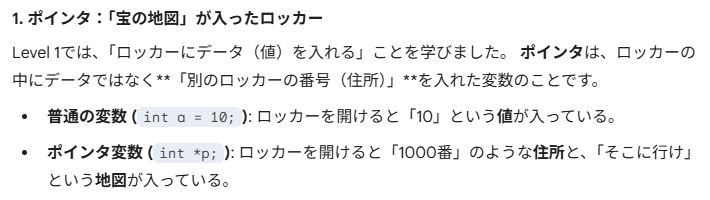 1. ポインタ：「宝の地図」が入ったロッカー
Level 1では、「ロッカーにデータ（値）を入れる」ことを学びました。 ポインタは、ロッカーの
中にデータではなく**「別のロッカーの番号（住所）」**を入れた変数のことです。
• 普通の変数 ( int a = 10; ): ロッカーを開けると「10」という値が入っている。
• ポインタ変数 ( int *p; ): ロッカーを開けると「1000番」のような住所と、「そこに行け」
という地図が入っている。